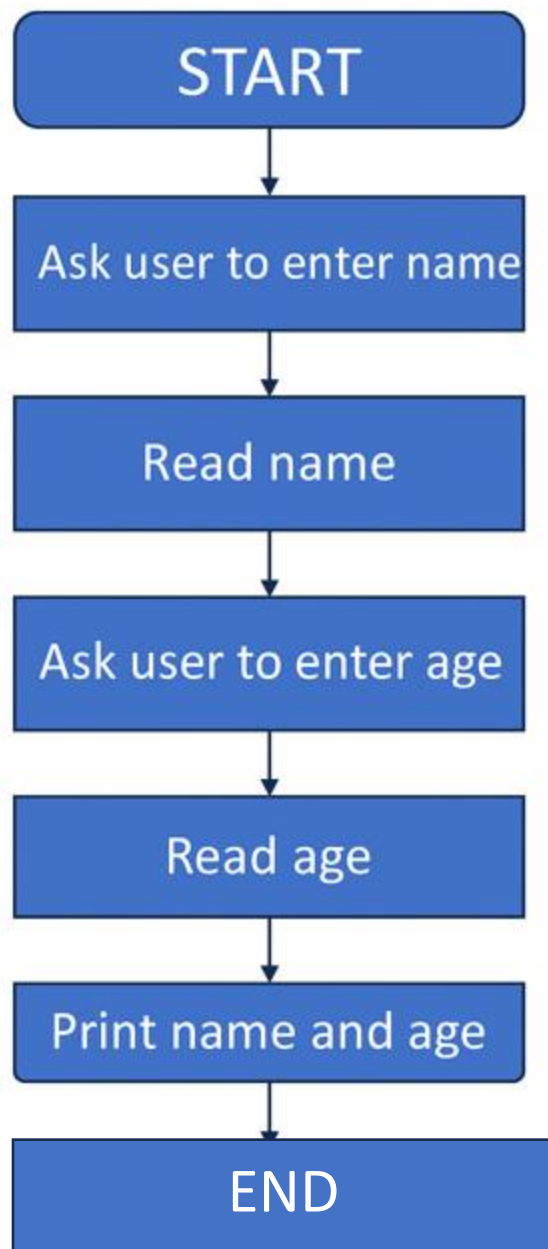 START
Ask user to enter name
Read name
Ask user to enter age
Read age
Print name and age
END